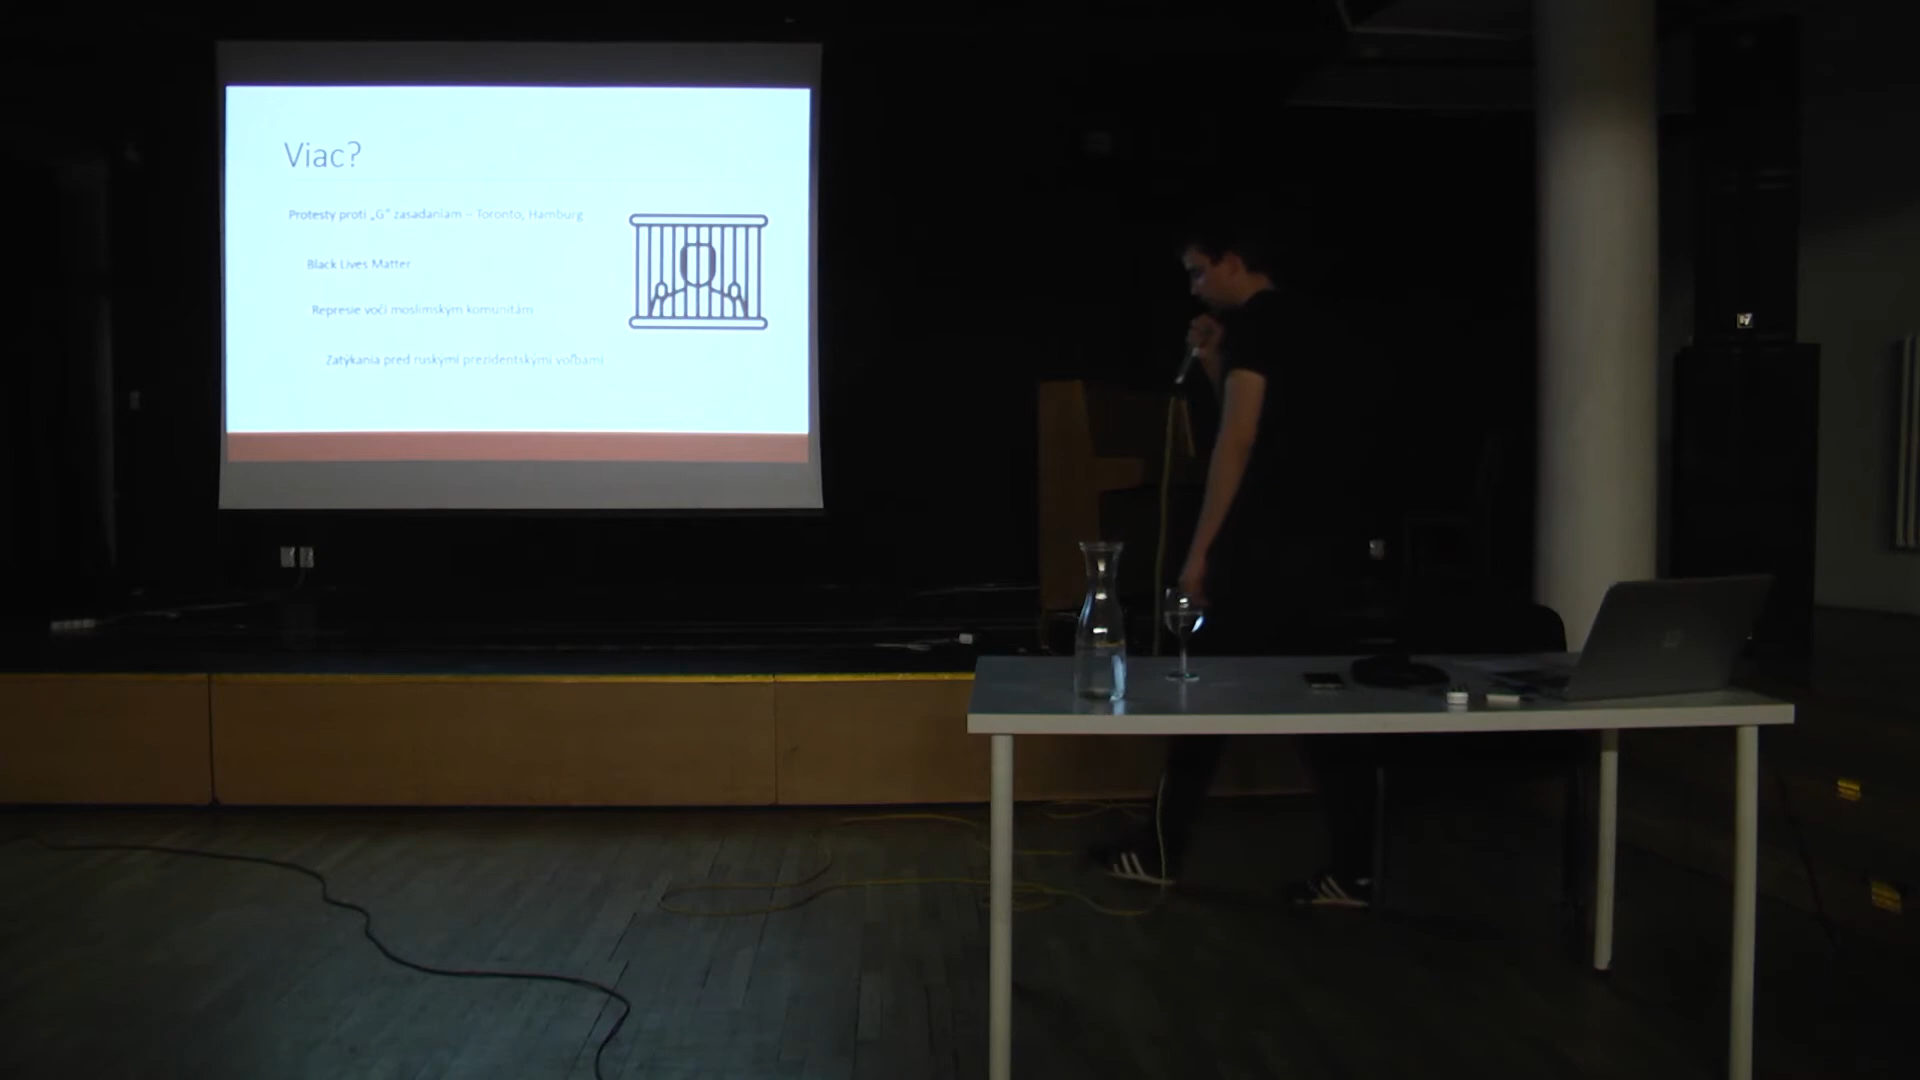 Viac?
Protesty proti „G“ zasadaniam – Toronto, Hamburg
Black Lives Matter
Represie voči moslimským komunitám
Zatýkania pred ruskými prezidentskými voľbami